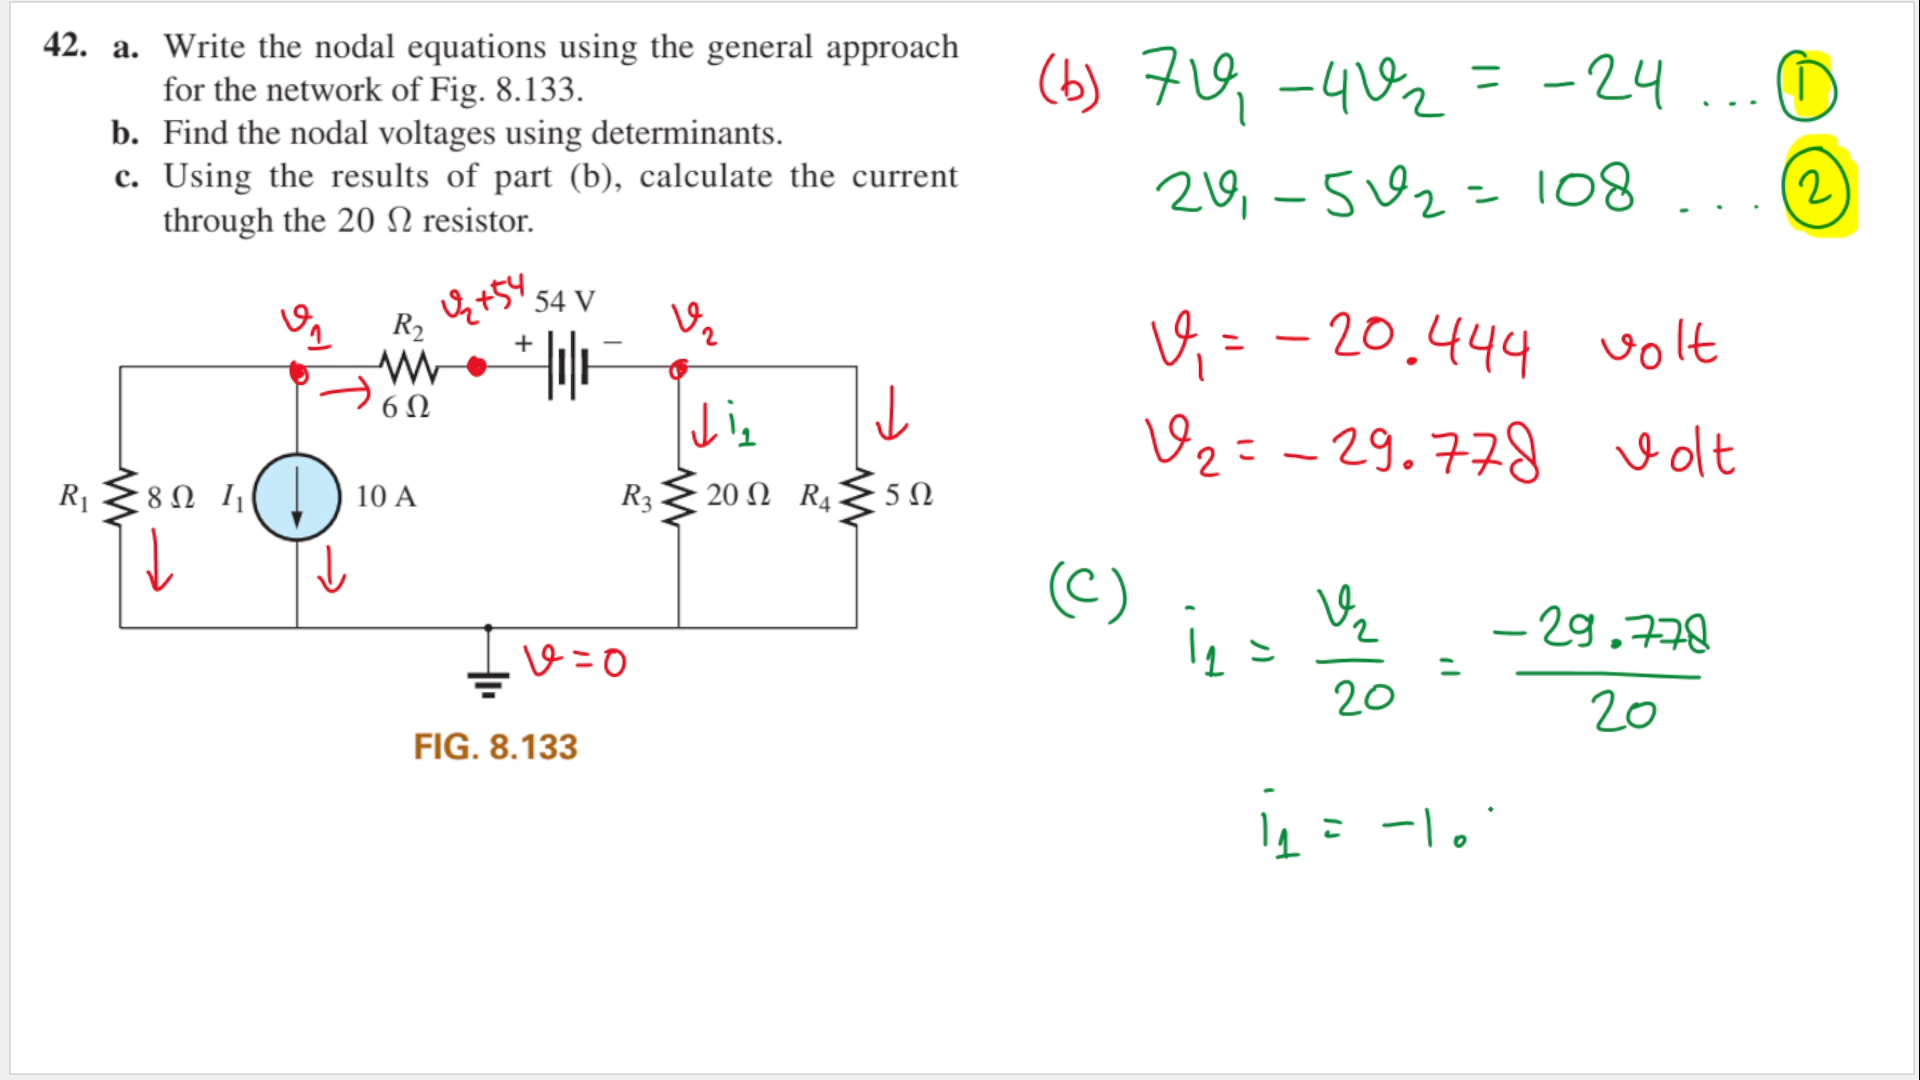 42. a. Write the nodal equations using the general approach
for the network of Fig. 8.133.
b. Find the nodal voltages using determinants.
c. Using the results of part (b), calculate the current
through the 20 Ω resistor.
v₁
R₂
v₂+54
54 V
v₂
+
−
6 Ω
i₁
R₁
8 Ω
I₁
10 A
R₃
20 Ω
R₄
5 Ω
v=0
FIG. 8.133
(b) 7v₁ − 4v₂ = −24 ... ①
2v₁ − 5v₂ = 108 ... ②
v₁ = −20.444 volt
v₂ = −29.778 volt
(C) i₁ = v₂/20 = −29.778/20
i₁ = −1.